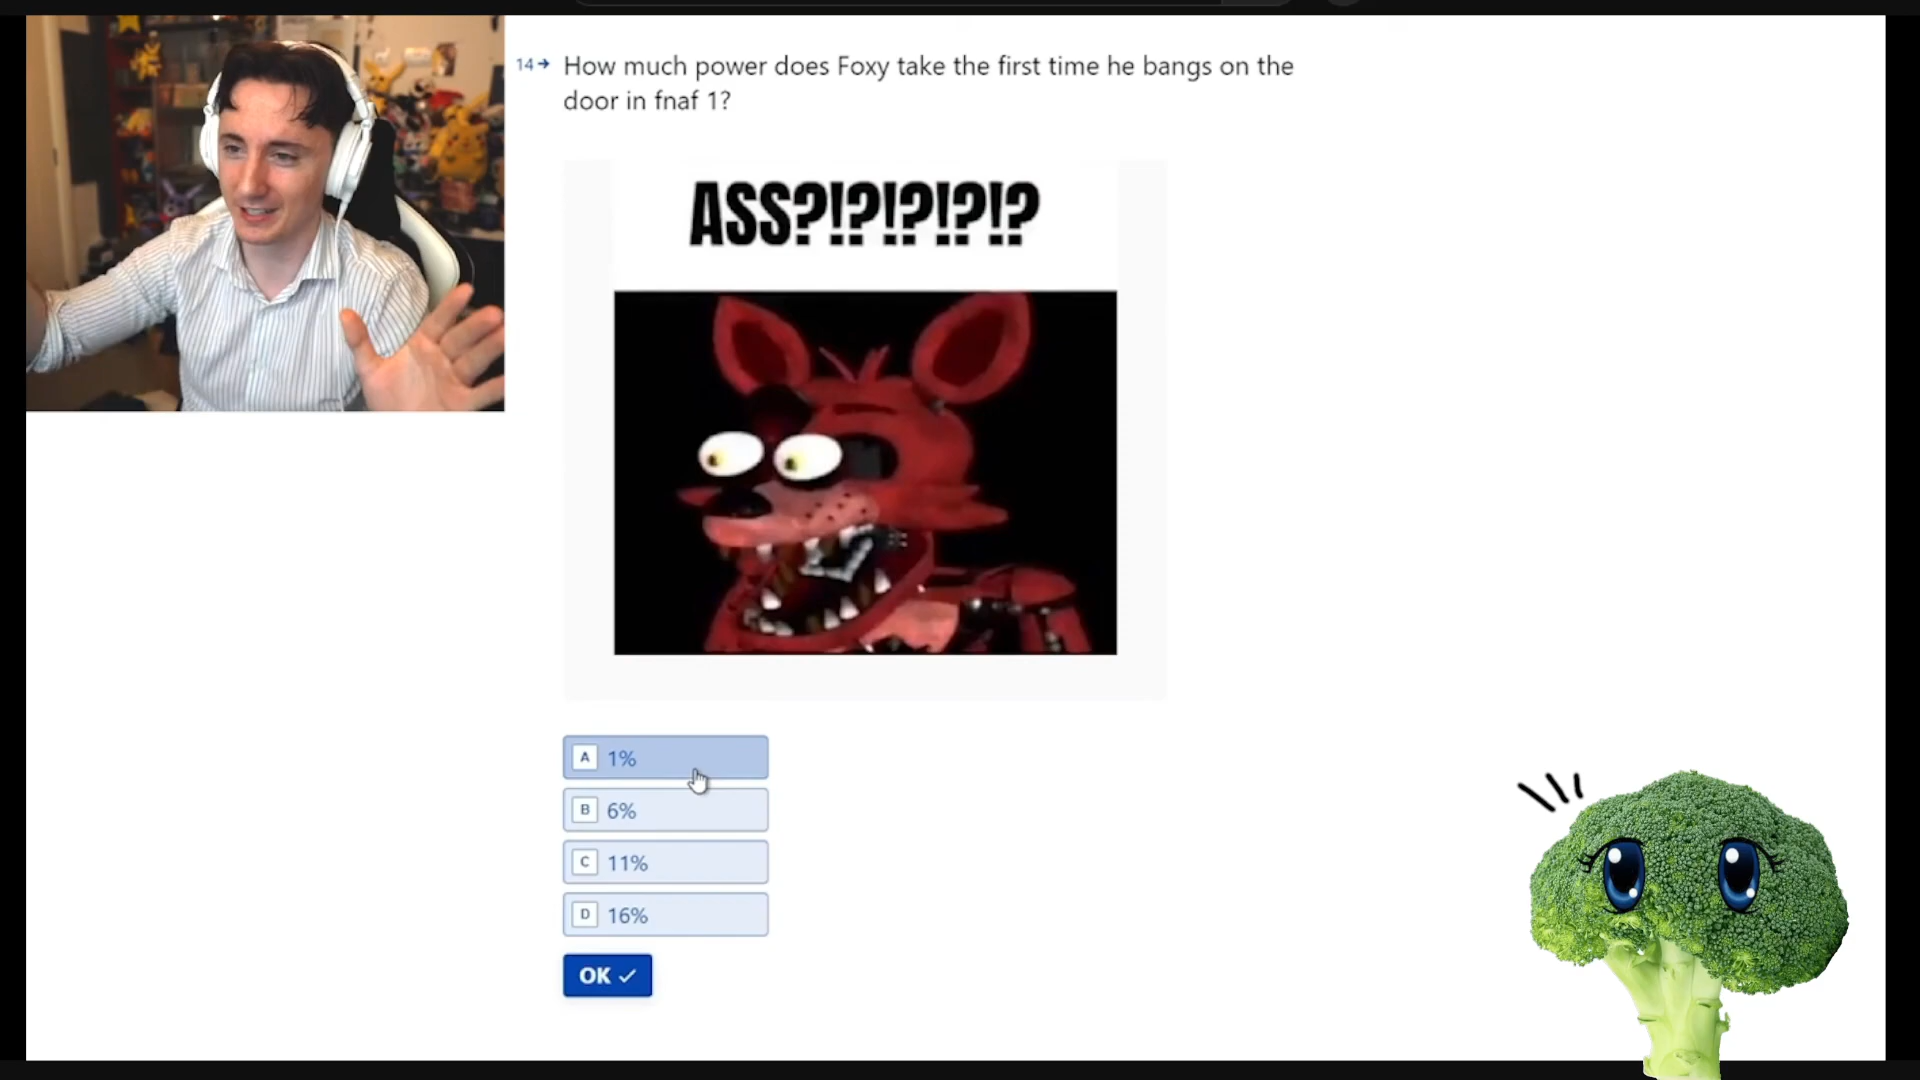 14→ How much power does Foxy take the first time he bangs on the
door in fnaf 1?
ASS?!?!?!?!?!?
A 1%
B 6%
C 11%
D 16%
OK ✓